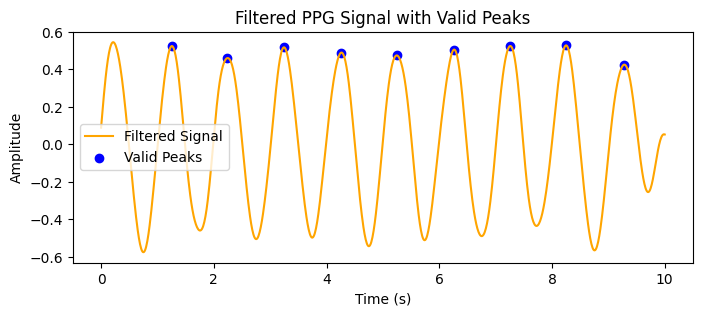 Filtered PPG Signal with Valid Peaks
Amplitude
0.6
0.4
0.2
0.0
−0.2
−0.4
−0.6
Filtered Signal
Valid Peaks
0
2
4
6
8
10
Time (s)